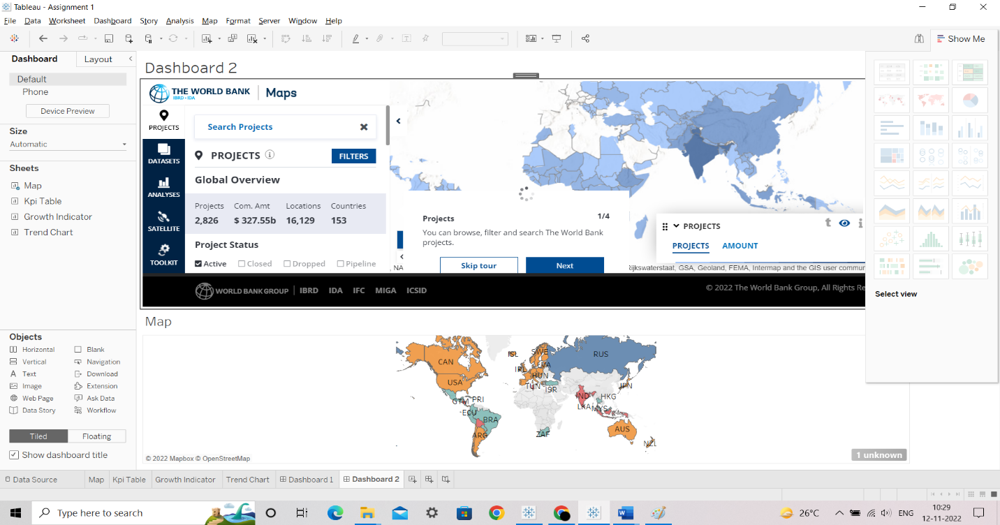 Tableau - Assignment 1
File Data Worksheet Dashboard Story Analysis Map Format Server Window Help
Show Me
Dashboard Layout
Default
Phone
Device Preview
Size
Automatic
Sheets
Map
Kpi Table
Growth Indicator
Trend Chart
Objects
Horizontal Blank
Vertical Navigation
Text Download
Image Extension
Web Page Ask Data
Data Story Workflow
Tiled Floating
Show dashboard title
Dashboard 2
THE WORLD BANK
IBRD • IDA
Maps
PROJECTS
DATASETS
ANALYSES
SATELLITE
TOOLKIT
Search Projects
PROJECTS
FILTERS
Global Overview
Projects Com. Amt Locations Countries
2,826 $ 327.55b 16,129 153
Project Status
Active Closed Dropped Pipeline
Projects 1/4
You can browse, filter and search The World Bank
projects.
Skip tour Next
PROJECTS
PROJECTS AMOUNT
NA
Rijkswaterstaat, GSA, Geoland, FEMA, Intermap and the GIS user commun
WORLD BANK GROUP IBRD IDA IFC MIGA ICSID
© 2022 The World Bank Group, All Rights Re
Select view
Map
ISL
SWE
RUS
CAN
LVA
IRL
HUN
USA
TUN
ISR
JPN
IND
HKG
GTM
PRI
LKA
MYS
ECU
BRA
AUS
ARG
ZAF
NZL
© 2022 Mapbox © OpenStreetMap
1 unknown
Data Source Map Kpi Table Growth Indicator Trend Chart Dashboard 1 Dashboard 2
Type here to search
26°C
ENG
10:29
12-11-2022